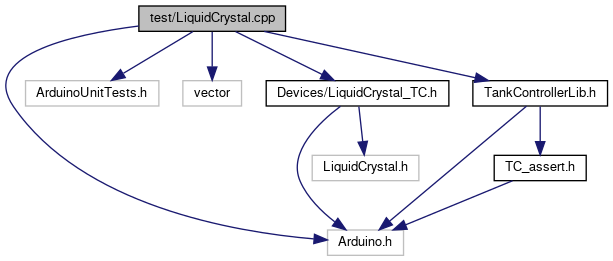 test/LiquidCrystal.cpp
ArduinoUnitTests.h
vector
Devices/LiquidCrystal_TC.h
TankControllerLib.h
LiquidCrystal.h
TC_assert.h
Arduino.h